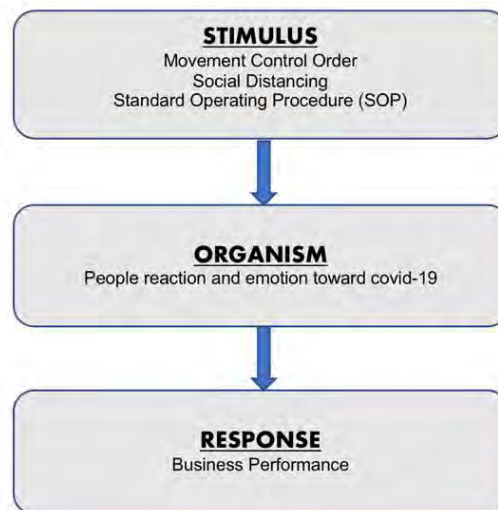 STIMULUS
Movement Control Order
Social Distancing
Standard Operating Procedure (SOP)
ORGANISM
People reaction and emotion toward covid-19
RESPONSE
Business Performance